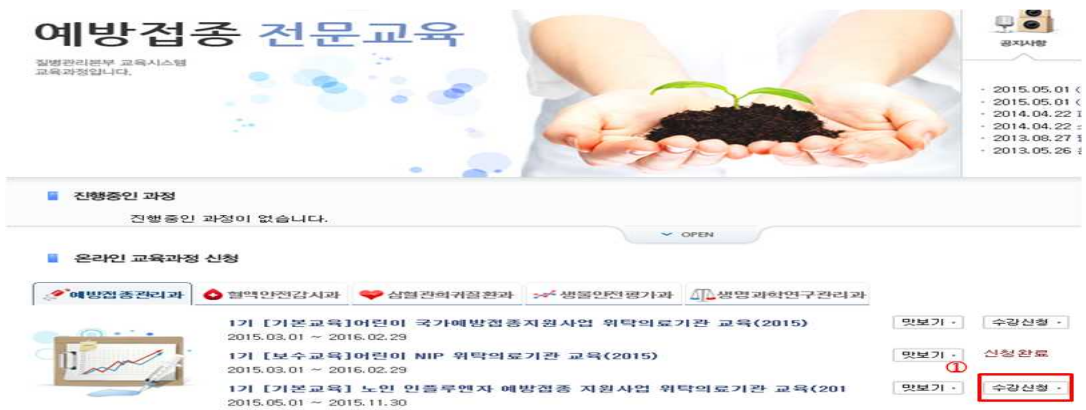 예방접종 전문교육
질병관리본부 교육시스템
교육과정입니다.
공지사항
· 2015.05.01 (
· 2015.05.01 (
· 2014.04.22
· 2014.04.22
· 2013.08.27
· 2013.05.26
진행중인 과정
진행중인 과정이 없습니다.
OPEN
온라인 교육과정 신청
예방접종관리과 혈액안전감시과 심혈관희귀질환과 생물안전평가과 생명과학연구관리과
1기 [기본교육]어린이 국가예방접종지원사업 위탁의료기관 교육(2015) 맛보기 수강신청
2015.03.01 ~ 2016.02.29
1기 [보수교육]어린이 NIP 위탁의료기관 교육(2015) 맛보기 신청완료
2015.03.01 ~ 2016.02.29
①
1기 [기본교육] 노인 인플루엔자 예방접종 지원사업 위탁의료기관 교육(201 맛보기 수강신청
2015.05.01 ~ 2015.11.30